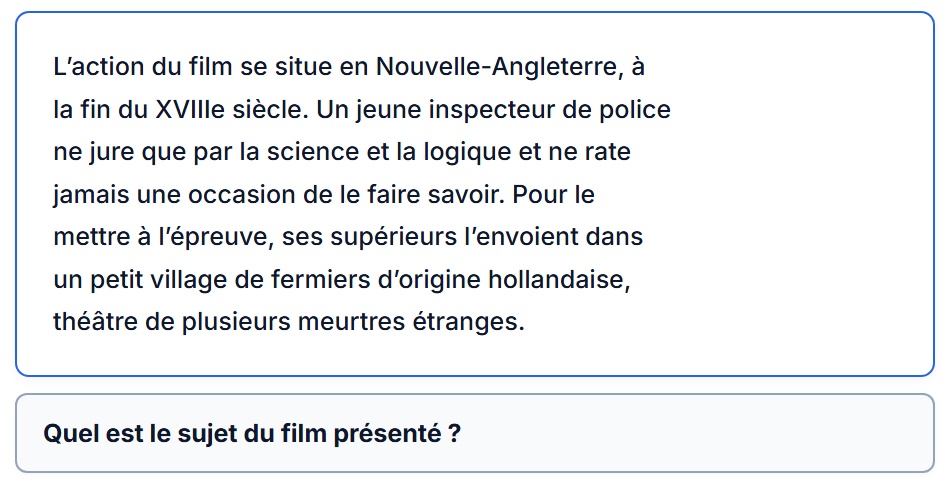 L’action du film se situe en Nouvelle-Angleterre, à
la fin du XVIIIe siècle. Un jeune inspecteur de police
ne jure que par la science et la logique et ne rate
jamais une occasion de le faire savoir. Pour le
mettre à l’épreuve, ses supérieurs l’envoient dans
un petit village de fermiers d’origine hollandaise,
théâtre de plusieurs meurtres étranges.
Quel est le sujet du film présenté ?